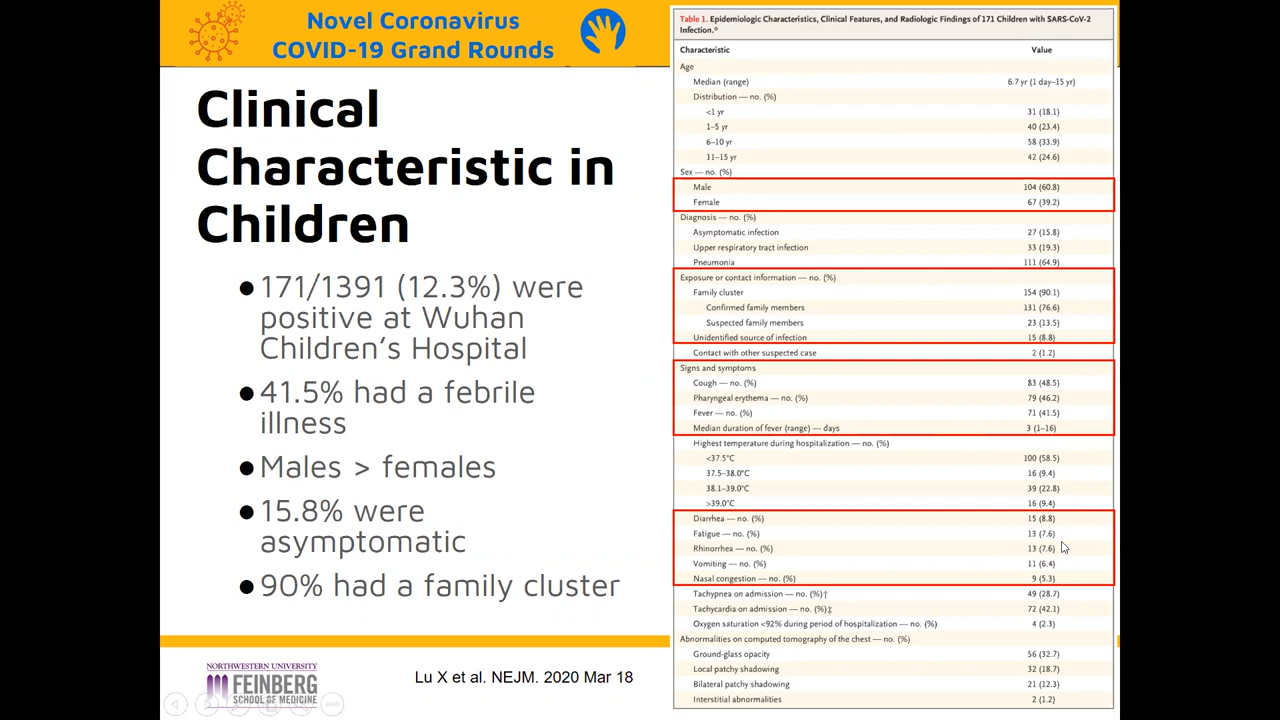 Novel Coronavirus
COVID-19 Grand Rounds
Clinical
Characteristic in
Children
●171/1391 (12.3%) were
positive at Wuhan
Children's Hospital
●41.5% had a febrile
illness
●Males > females
●15.8% were
asymptomatic
●90% had a family cluster
NORTHWESTERN UNIVERSITY
FEINBERG
SCHOOL OF MEDICINE
Lu X et al. NEJM. 2020 Mar 18
Table 1. Epidemiologic Characteristics, Clinical Features, and Radiologic Findings of 171 Children with SARS-CoV-2
Infection.*
Characteristic Value
Age
Median (range) 6.7 yr (1 day–15 yr)
Distribution — no. (%)
<1 yr 31 (18.1)
1–5 yr 40 (23.4)
6–10 yr 58 (33.9)
11–15 yr 42 (24.6)
Sex — no. (%)
Male 104 (60.8)
Female 67 (39.2)
Diagnosis — no. (%)
Asymptomatic infection 27 (15.8)
Upper respiratory tract infection 33 (19.3)
Pneumonia 111 (64.9)
Exposure or contact information — no. (%)
Family cluster 154 (90.1)
Confirmed family members 131 (76.6)
Suspected family members 23 (13.5)
Unidentified source of infection 15 (8.8)
Contact with other suspected case 2 (1.2)
Signs and symptoms
Cough — no. (%) 83 (48.5)
Pharyngeal erythema — no. (%) 79 (46.2)
Fever — no. (%) 71 (41.5)
Median duration of fever (range) — days 3 (1–16)
Highest temperature during hospitalization — no. (%)
<37.5°C 100 (58.5)
37.5–38.0°C 16 (9.4)
38.1–39.0°C 39 (22.8)
>39.0°C 16 (9.4)
Diarrhea — no. (%) 15 (8.8)
Fatigue — no. (%) 13 (7.6)
Rhinorrhea — no. (%) 13 (7.6)
Vomiting — no. (%) 11 (6.4)
Nasal congestion — no. (%) 9 (5.3)
Tachypnea on admission — no. (%)† 49 (28.7)
Tachycardia on admission — no. (%)‡ 72 (42.1)
Oxygen saturation <92% during period of hospitalization — no. (%) 4 (2.3)
Abnormalities on computed tomography of the chest — no. (%)
Ground-glass opacity 56 (32.7)
Local patchy shadowing 32 (18.7)
Bilateral patchy shadowing 21 (12.3)
Interstitial abnormalities 2 (1.2)